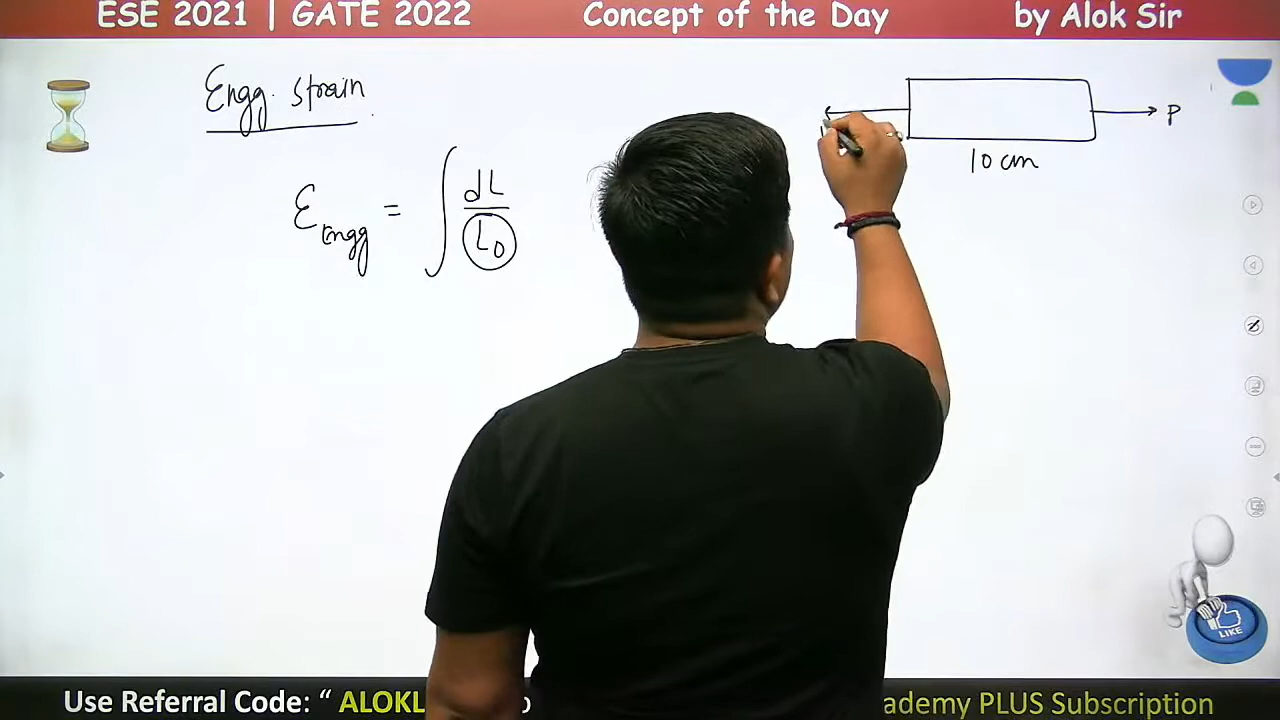 ESE 2021 | GATE 2022 Concept of the Day by Alok Sir
Engg. strain
P
10 cm
ε_Engg = ∫ dL / L₀
LIKE
Use Referral Code: “ ALOKL
PLUS Subscription